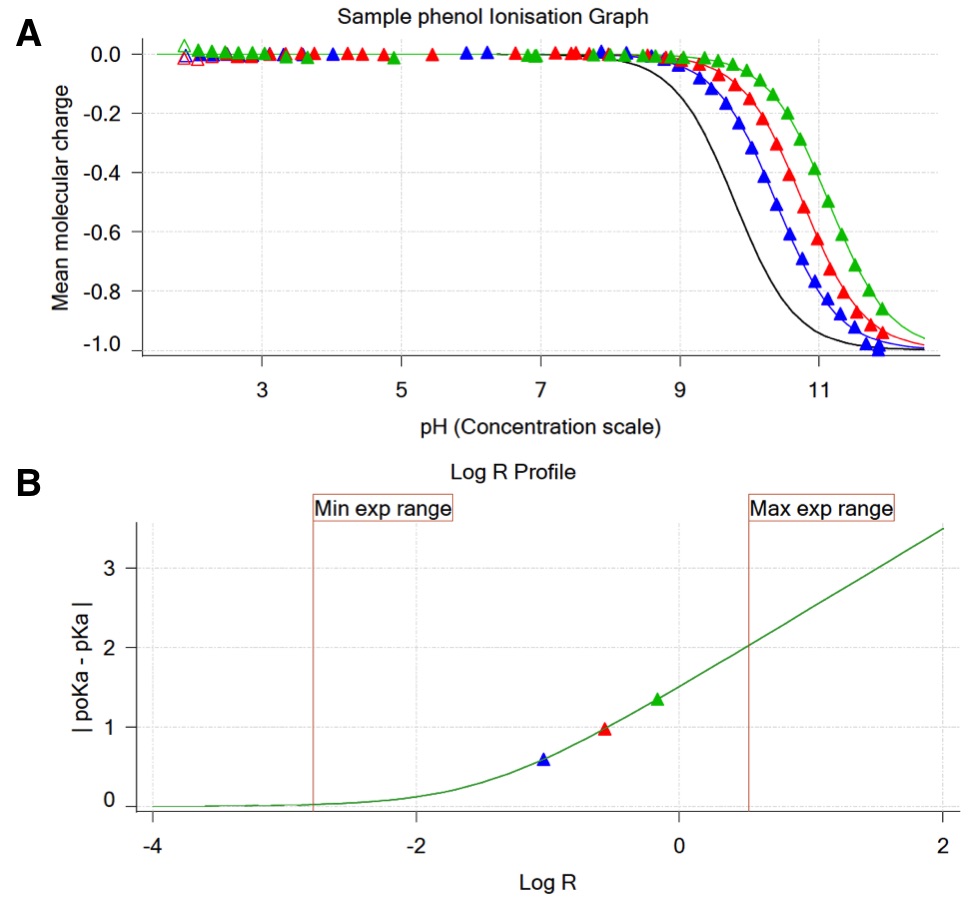 A
Sample phenol Ionisation Graph
Mean molecular charge
0.0
-0.2
-0.4
-0.6
-0.8
-1.0
3 5 7 9 11
pH (Concentration scale)
B
Log R Profile
Min exp range Max exp range
| poKa - pKa |
3
2
1
0
-4 -2 0 2
Log R